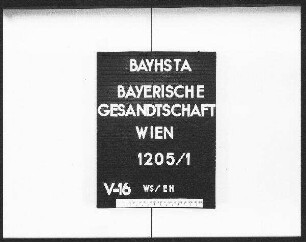 BAYHSTA
BAYERISCHE
GESANDTSCHAFT
WIEN
1205/1
V-16 WS/EH